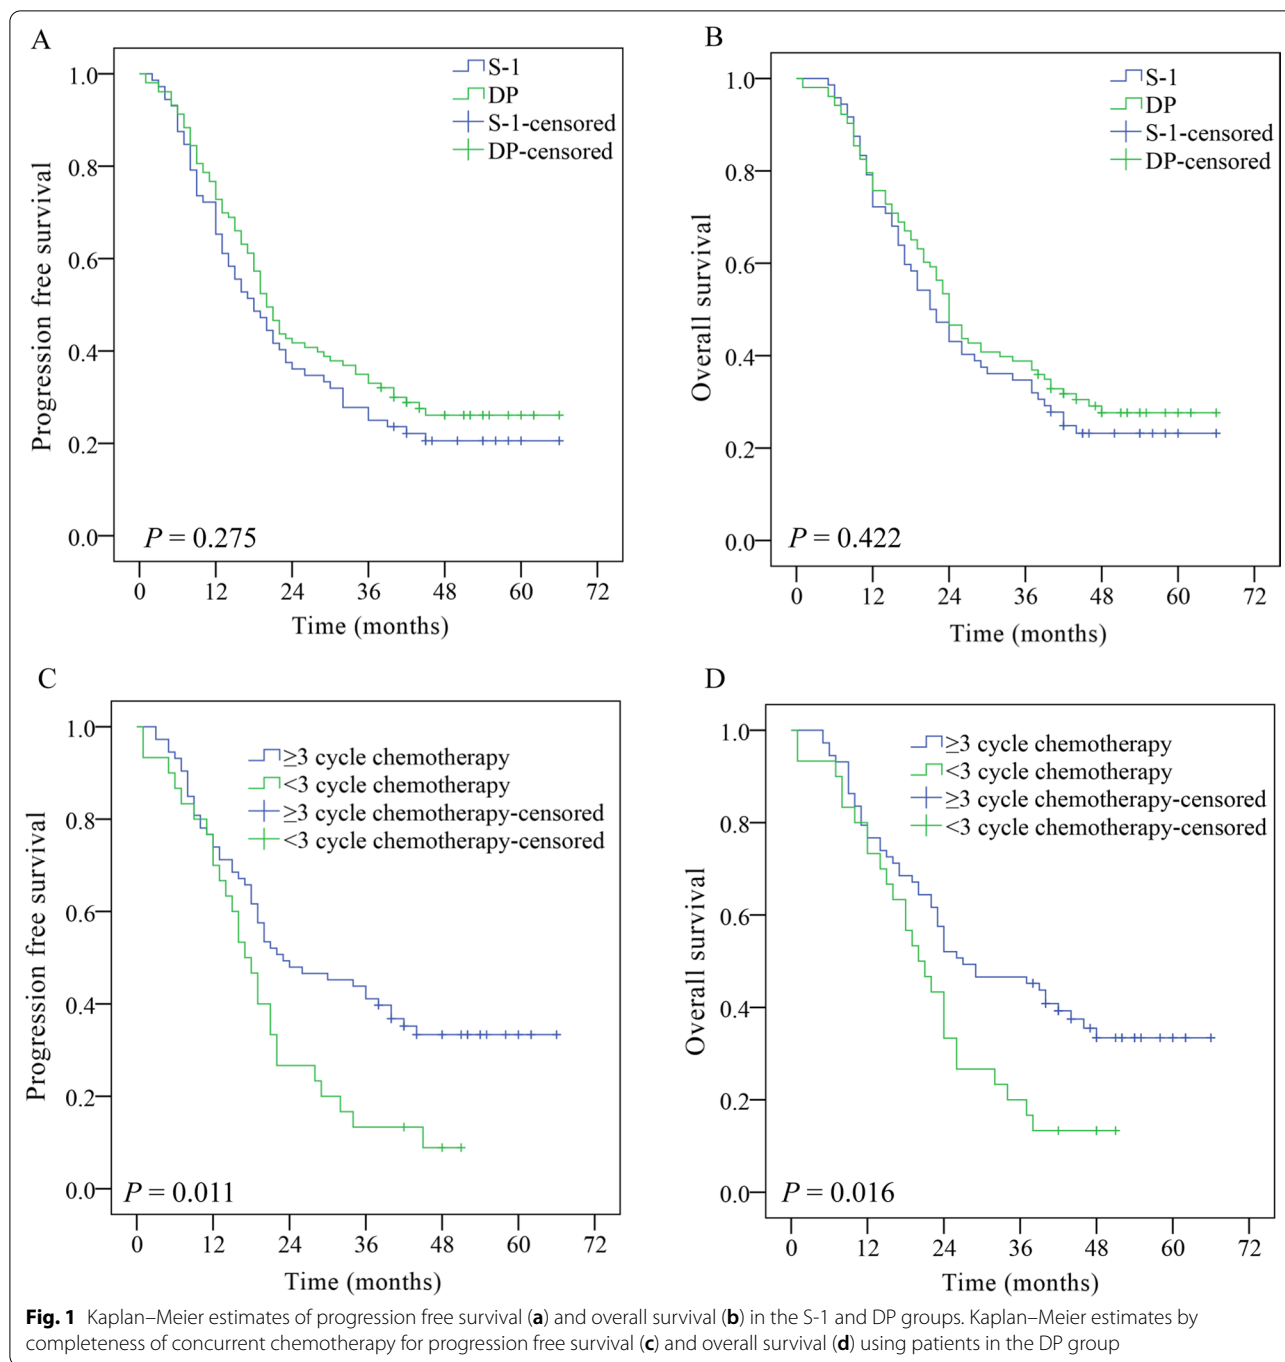 A
Progression free survival
1.0
0.8
0.6
0.4
0.2
0.0
S-1
DP
S-1-censored
DP-censored
P = 0.275
0 12 24 36 48 60 72
Time (months)
B
Overall survival
1.0
0.8
0.6
0.4
0.2
0.0
S-1
DP
S-1-censored
DP-censored
P = 0.422
0 12 24 36 48 60 72
Time (months)
C
Progression free survival
1.0
0.8
0.6
0.4
0.2
0.0
≥3 cycle chemotherapy
<3 cycle chemotherapy
≥3 cycle chemotherapy-censored
<3 cycle chemotherapy-censored
P = 0.011
0 12 24 36 48 60 72
Time (months)
D
Overall survival
1.0
0.8
0.6
0.4
0.2
0.0
≥3 cycle chemotherapy
<3 cycle chemotherapy
≥3 cycle chemotherapy-censored
<3 cycle chemotherapy-censored
P = 0.016
0 12 24 36 48 60 72
Time (months)
Fig. 1 Kaplan–Meier estimates of progression free survival (a) and overall survival (b) in the S-1 and DP groups. Kaplan–Meier estimates by
completeness of concurrent chemotherapy for progression free survival (c) and overall survival (d) using patients in the DP group